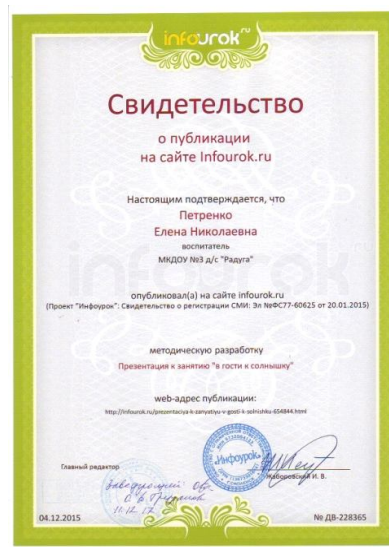 infourok
Свидетельство
о публикации
на сайте Infourok.ru
Настоящим подтверждается, что
Петренко
Елена Николаевна
воспитатель
МКДОУ №3 д/с "Радуга"
опубликовал(а) на сайте infourok.ru
(Проект "Инфоурок": Свидетельство о регистрации СМИ: Эл №ФС77-60625 от 20.01.2015)
методическую разработку
Презентация к занятию "в гости к солнышку"
web-адрес публикации:
http://infourok.ru/prezentaciya-k-zanyatiyu-v-gosti-k-solnishku-654844.html
«Инфоурок»
Главный редактор
Жаборовский И. В.
04.12.2015
№ ДВ-228365